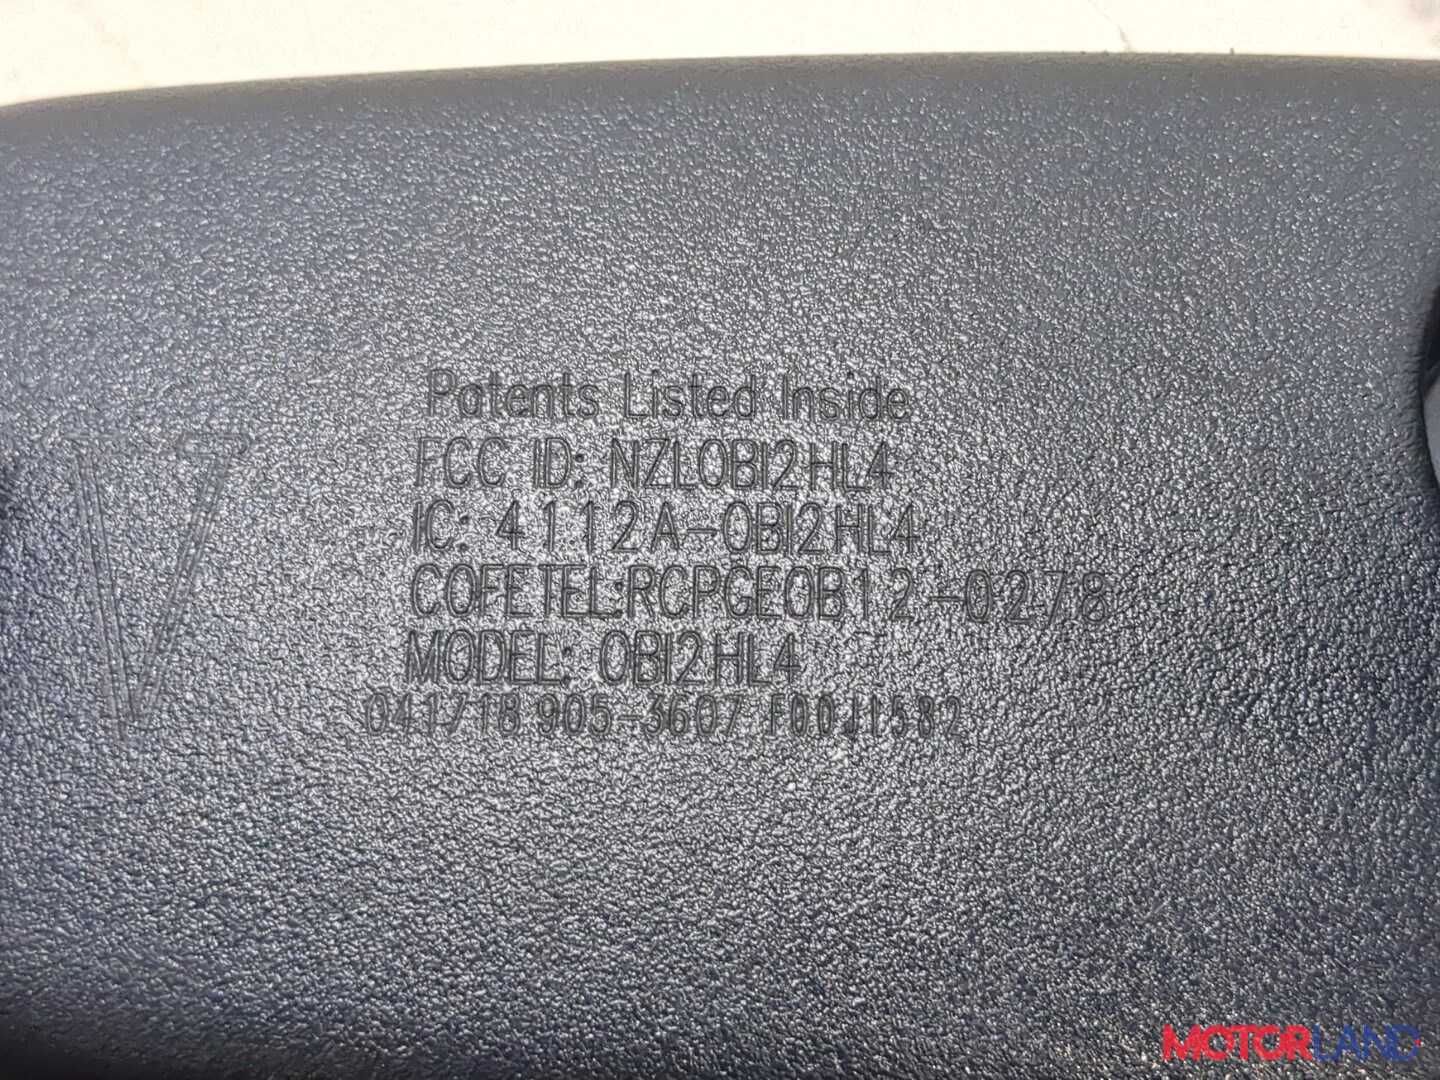 Patents Listed Inside
FCC ID: NZLOBI2HL4
IC: 4112A-OBI2HL4
COFETEL:RCPGEOB12-0278
MODEL: OBI2HL4
041718 905-3607 F00J1582
V7
MOTORLAND